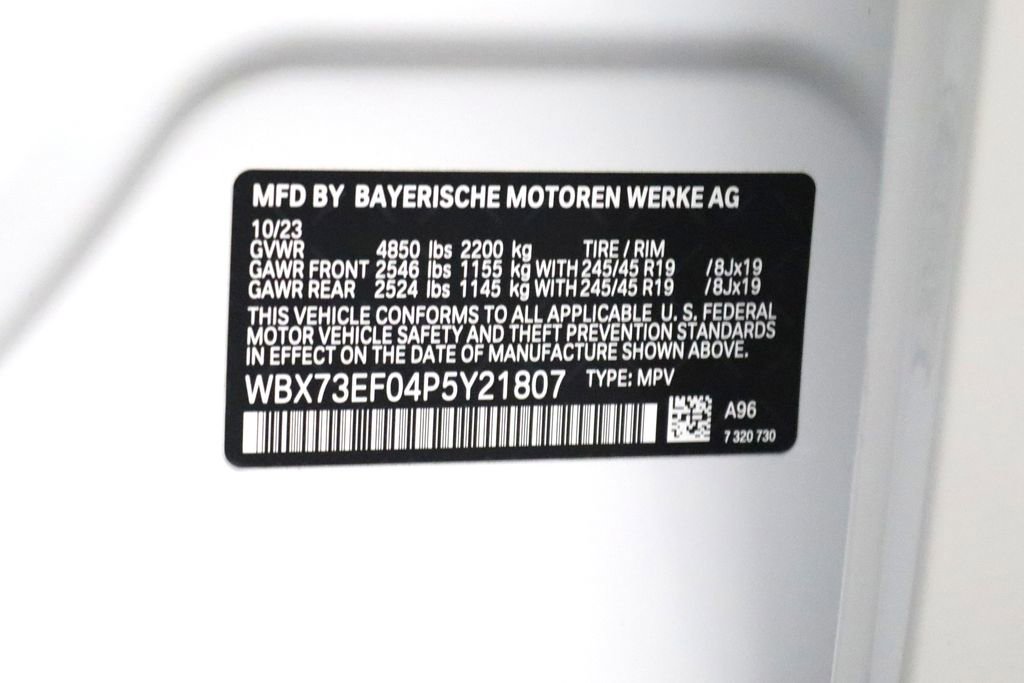 MFD BY BAYERISCHE MOTOREN WERKE AG
10/23
GVWR 4850 lbs 2200 kg TIRE / RIM
GAWR FRONT 2546 lbs 1155 kg WITH 245/45 R19 /8Jx19
GAWR REAR 2524 lbs 1145 kg WITH 245/45 R19 /8Jx19
THIS VEHICLE CONFORMS TO ALL APPLICABLE U. S. FEDERAL
MOTOR VEHICLE SAFETY AND THEFT PREVENTION STANDARDS
IN EFFECT ON THE DATE OF MANUFACTURE SHOWN ABOVE.
WBX73EF04P5Y21807 TYPE: MPV
A96
7 320 730